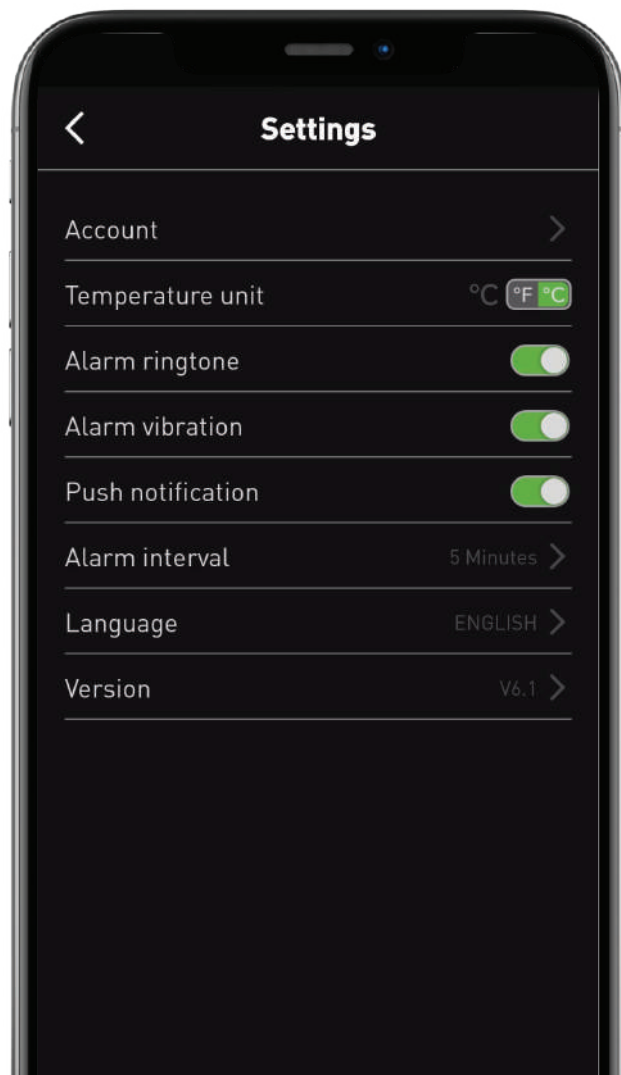 Settings
Account
Temperature unit °C °F °C
Alarm ringtone
Alarm vibration
Push notification
Alarm interval 5 Minutes
Language ENGLISH
Version V6.1